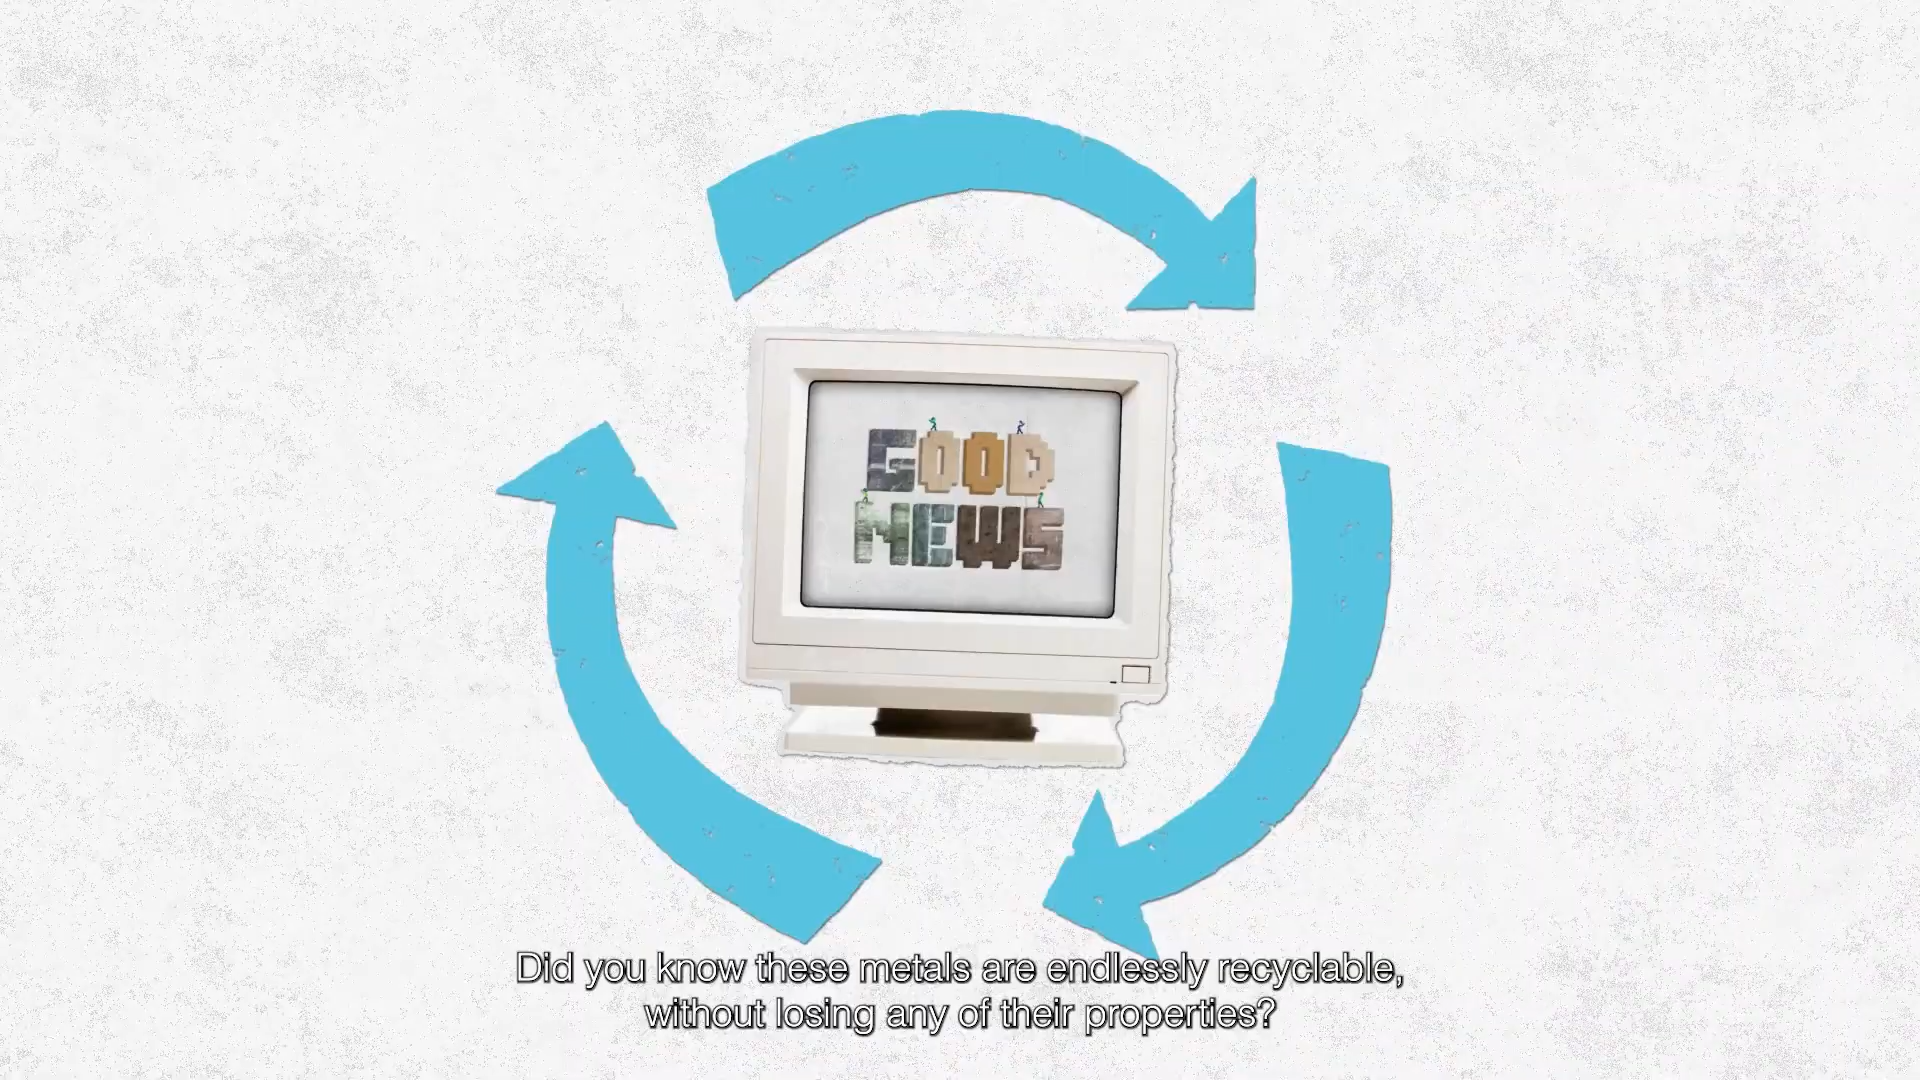 GOOD
NEWS
Did you know these metals are endlessly recyclable,
without losing any of their properties?